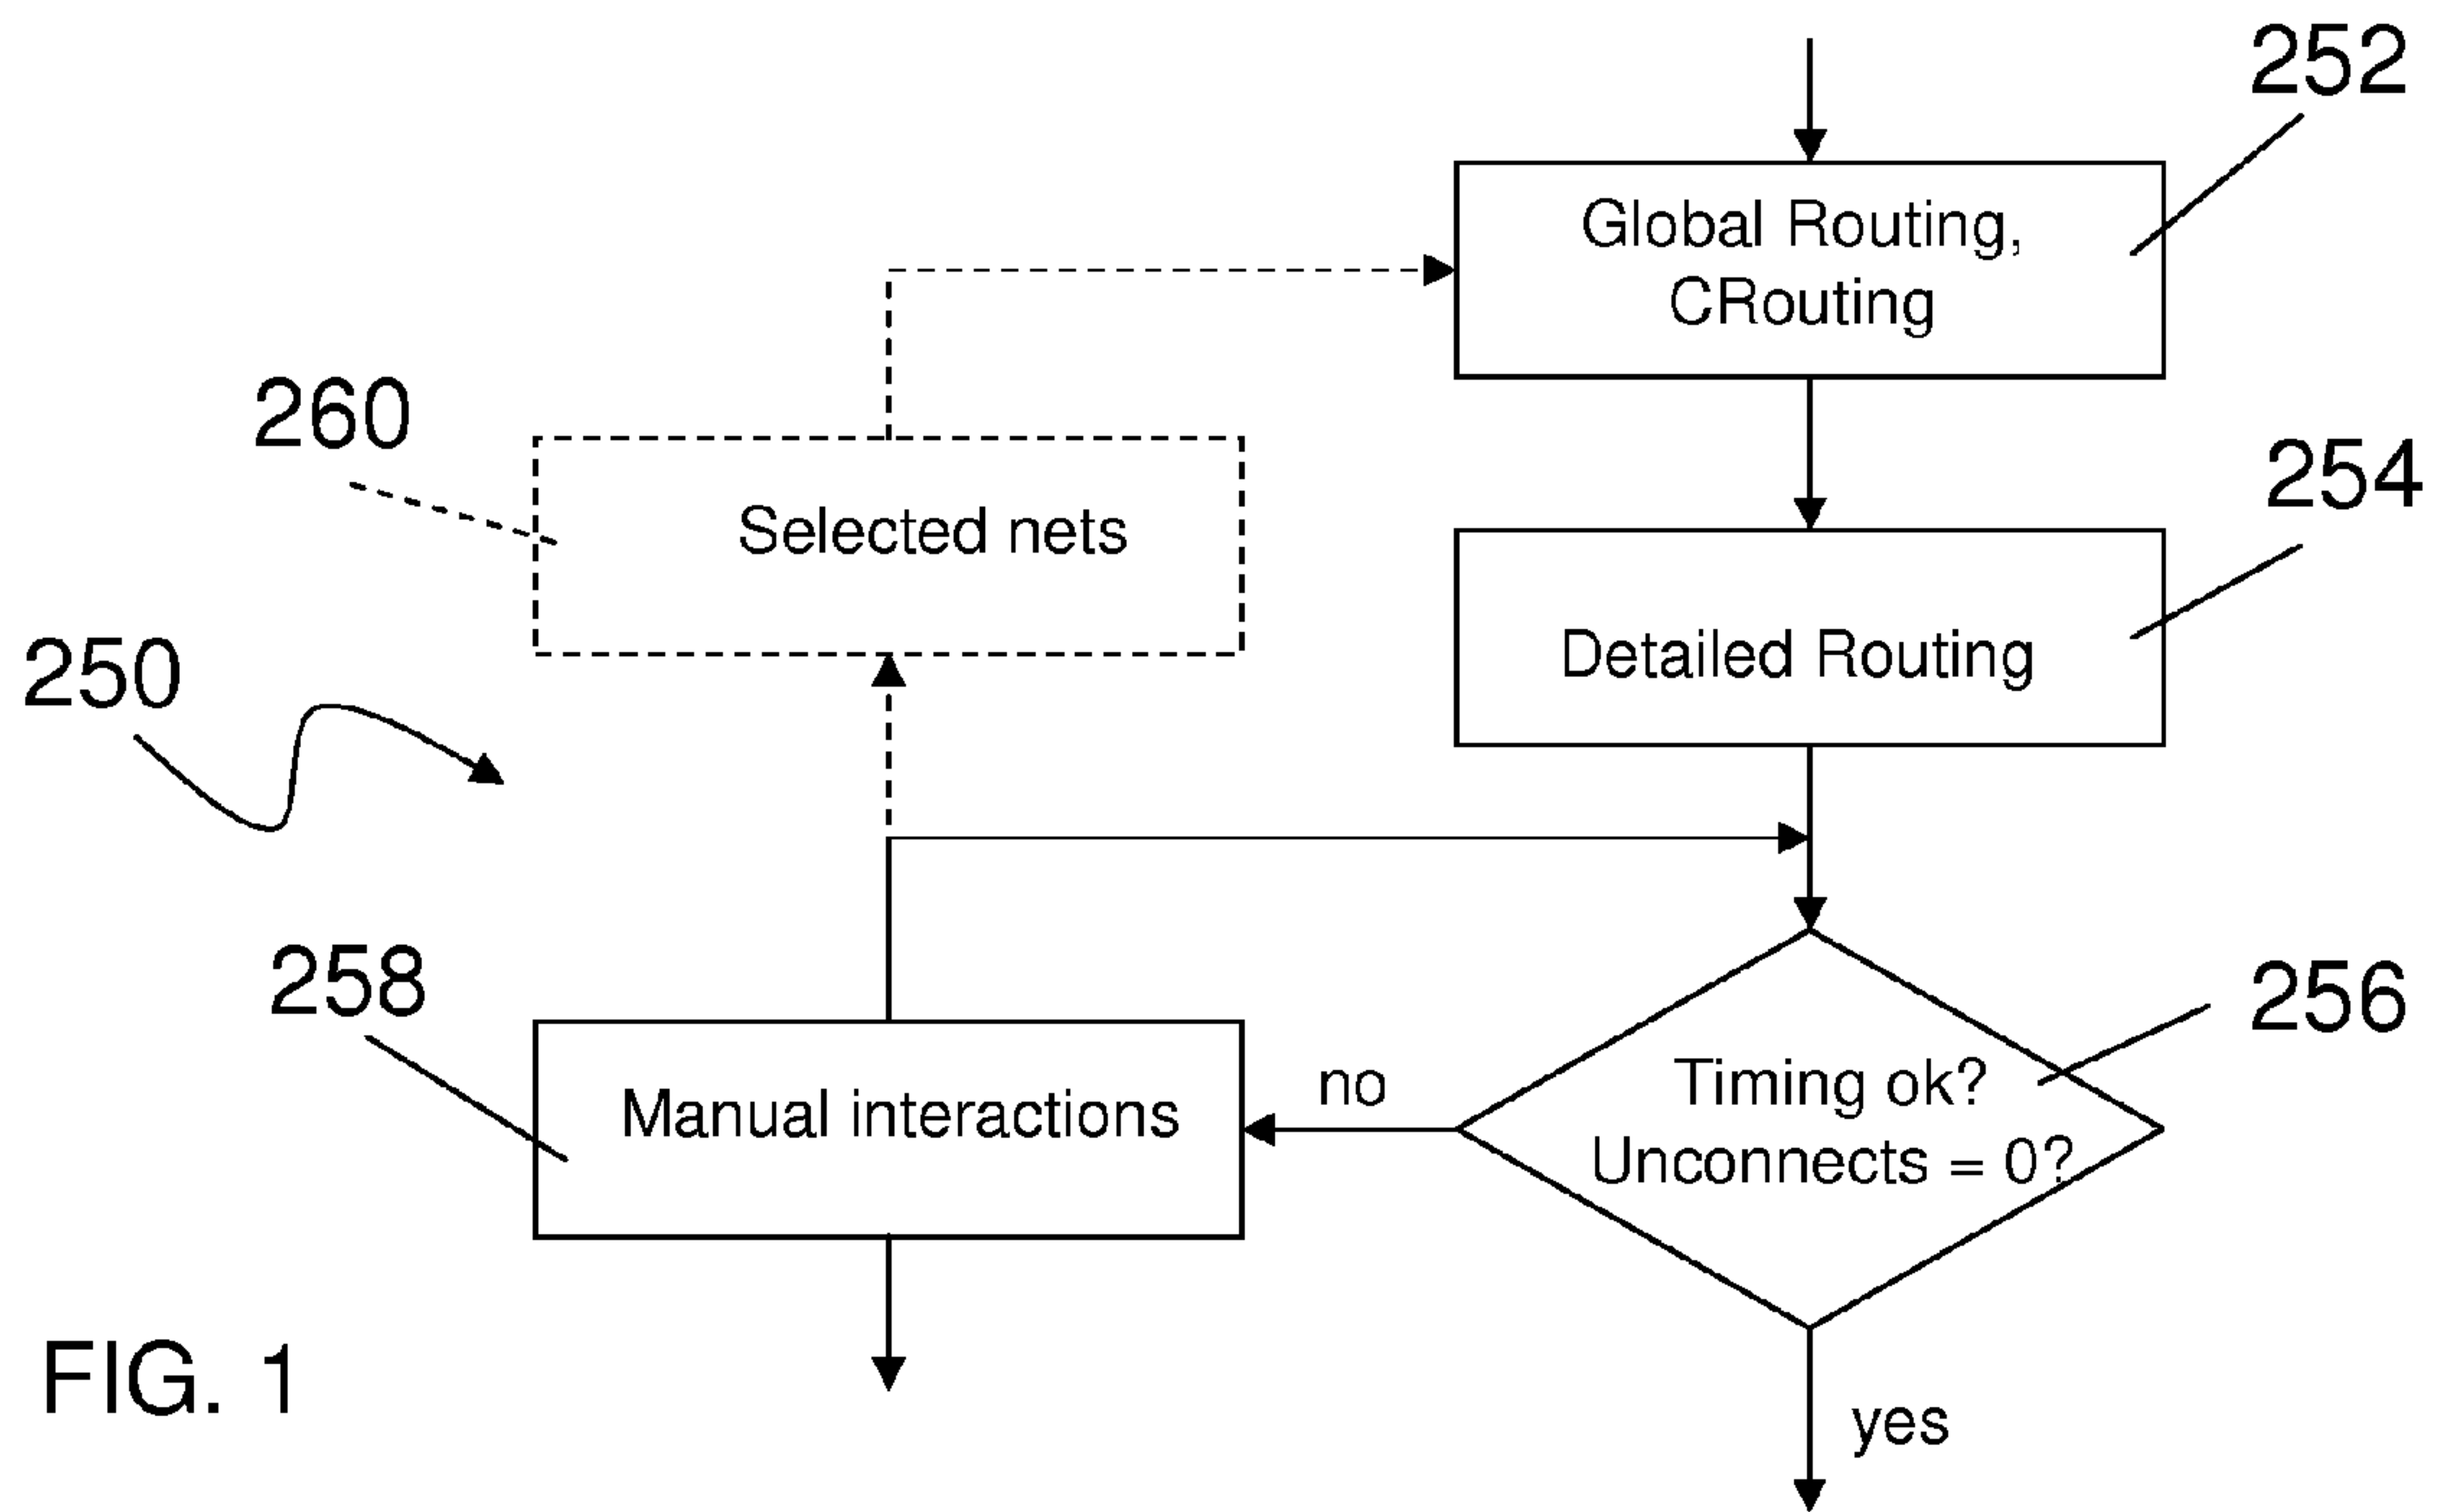 252
Global Routing,
CRouting
260
254
Selected nets
Detailed Routing
250
258
256
no
Timing ok?
Manual interactions
Unconnects = 0?
FIG. 1
yes